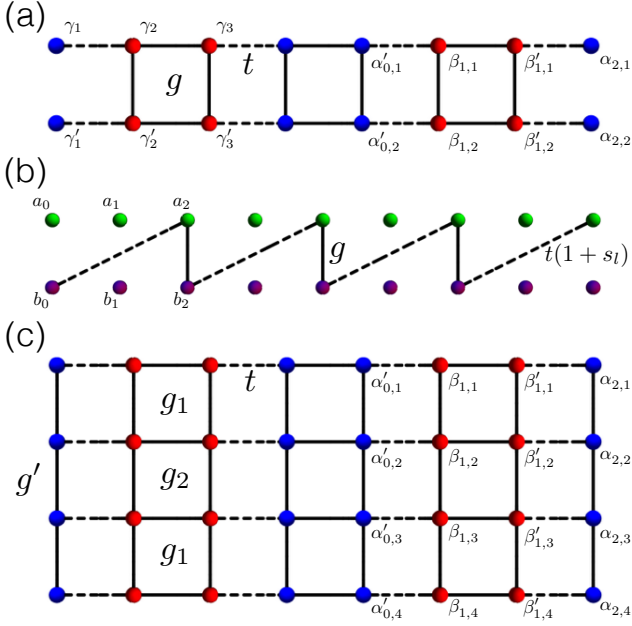 (a)
γ₁ γ₂ γ₃
g t α′₀,₁ β₁,₁ β′₁,₁ α₂,₁
γ′₁ γ′₂ γ′₃ α′₀,₂ β₁,₂ β′₁,₂ α₂,₂
(b)
a₀ a₁ a₂
g t(1 + sₗ)
b₀ b₁ b₂
(c)
t α′₀,₁ β₁,₁ β′₁,₁ α₂,₁
g₁
α′₀,₂ β₁,₂ β′₁,₂ α₂,₂
g′ g₂
α′₀,₃ β₁,₃ β′₁,₃ α₂,₃
g₁
α′₀,₄ β₁,₄ β′₁,₄ α₂,₄